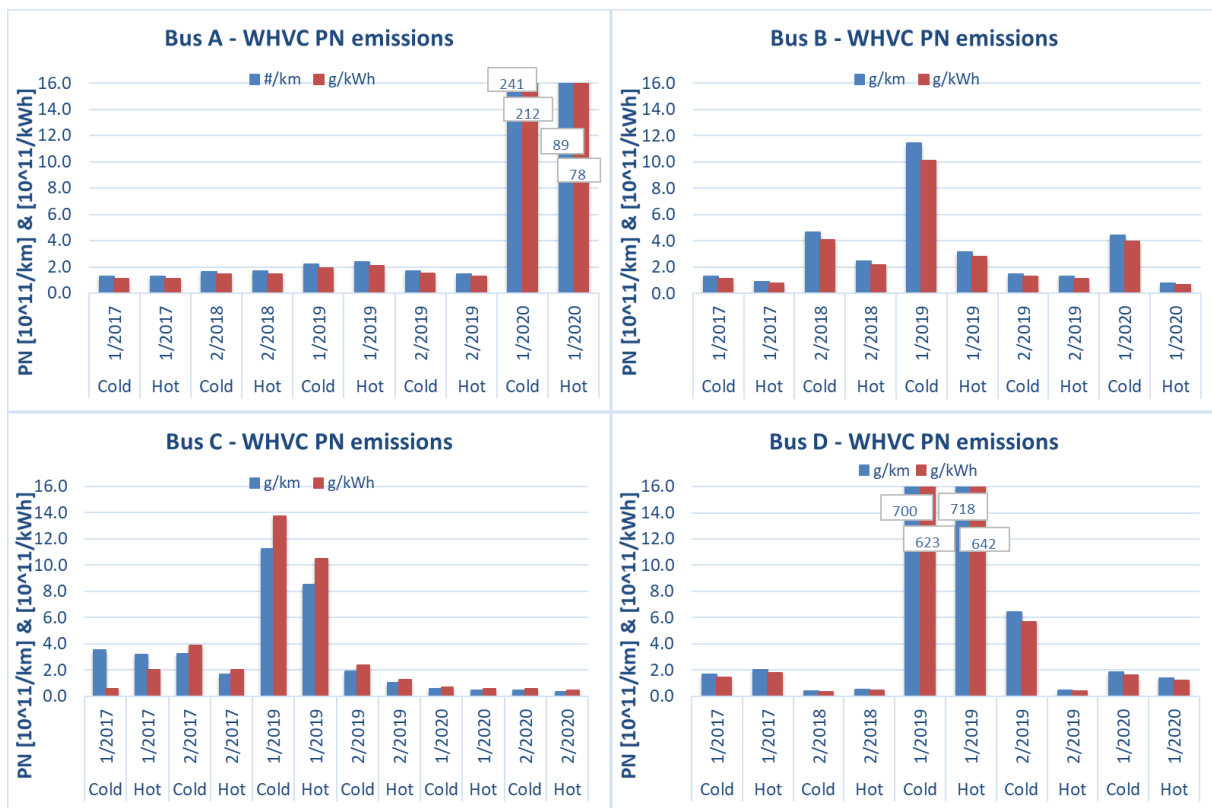 Bus A - WHVC PN emissions
#/km g/kWh
PN [10^11/km] & [10^11/kWh]
16.0
14.0
12.0
10.0
8.0
6.0
4.0
2.0
0.0
241
212
89
78
1/2017 1/2017 2/2018 2/2018 1/2019 1/2019 2/2019 2/2019 1/2020 1/2020
Cold Hot Cold Hot Cold Hot Cold Hot Cold Hot
Bus B - WHVC PN emissions
g/km g/kWh
PN [10^11/km] & [10^11/kWh]
16.0
14.0
12.0
10.0
8.0
6.0
4.0
2.0
0.0
1/2017 1/2017 2/2018 2/2018 1/2019 1/2019 2/2019 2/2019 1/2020 1/2020
Cold Hot Cold Hot Cold Hot Cold Hot Cold Hot
Bus C - WHVC PN emissions
g/km g/kWh
PN [10^11/km] & [10^11/kWh]
16.0
14.0
12.0
10.0
8.0
6.0
4.0
2.0
0.0
1/2017 1/2017 2/2017 2/2017 1/2019 1/2019 2/2019 2/2019 1/2020 1/2020 2/2020 2/2020
Cold Hot Cold Hot Cold Hot Cold Hot Cold Hot Cold Hot
Bus D - WHVC PN emissions
g/km g/kWh
PN [10^11/km] & [10^11/kWh]
16.0
14.0
12.0
10.0
8.0
6.0
4.0
2.0
0.0
700 718
623 642
1/2017 1/2017 2/2018 2/2018 1/2019 1/2019 2/2019 2/2019 1/2020 1/2020
Cold Hot Cold Hot Cold Hot Cold Hot Cold Hot